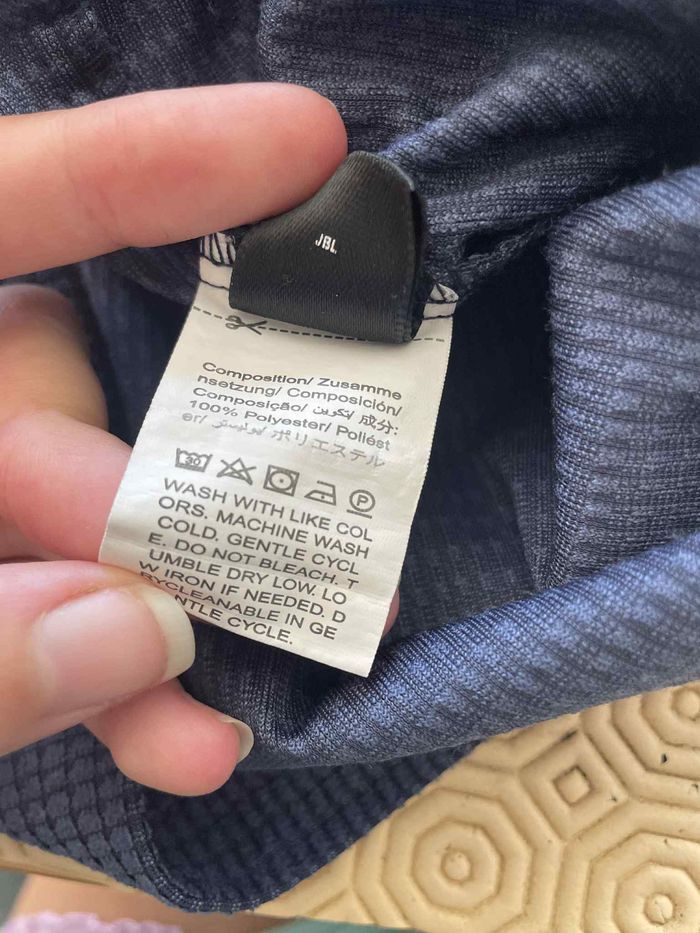 JBL
Composition/ Zusamme
nsetzung/ Composición/
Composição/ تكوين/ 成分:
100% Polyester/ Poliést
er/ بوليستر/ ポリエステル
30
P
WASH WITH LIKE COL
ORS. MACHINE WASH
COLD. GENTLE CYCL
E. DO NOT BLEACH. T
UMBLE DRY LOW. LO
W IRON IF NEEDED. D
RYCLEANABLE IN GE
NTLE CYCLE.